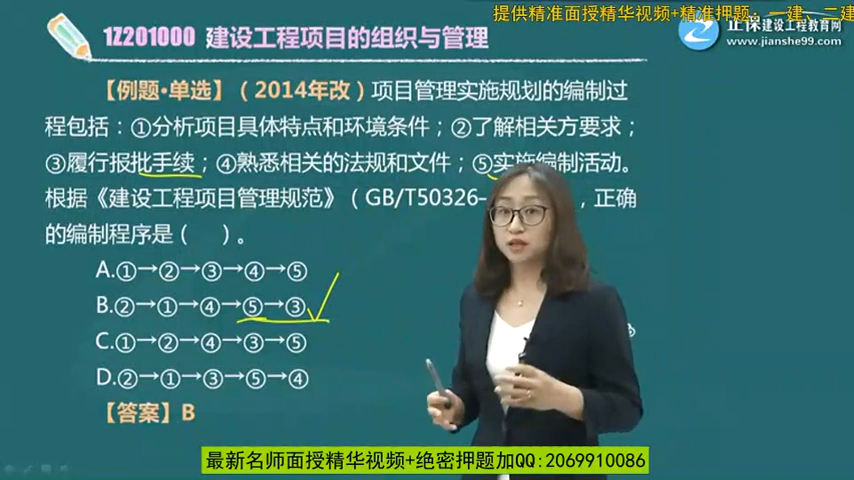 提供精准面授精华视频+精准押题：一建、二建
1Z201000 建设工程项目的组织与管理
正保建设工程教育网
www.jianshe99.com
【例题·单选】（2014年改）项目管理实施规划的编制过
程包括：①分析项目具体特点和环境条件；②了解相关方要求；
③履行报批手续；④熟悉相关的法规和文件；⑤实施编制活动。
根据《建设工程项目管理规范》（GB/T50326- ，正确
的编制程序是（ ）。
A.①→②→③→④→⑤
B.②→①→④→⑤→③
C.①→②→④→③→⑤
D.②→①→③→⑤→④
【答案】B
最新名师面授精华视频+绝密押题加QQ:2069910086